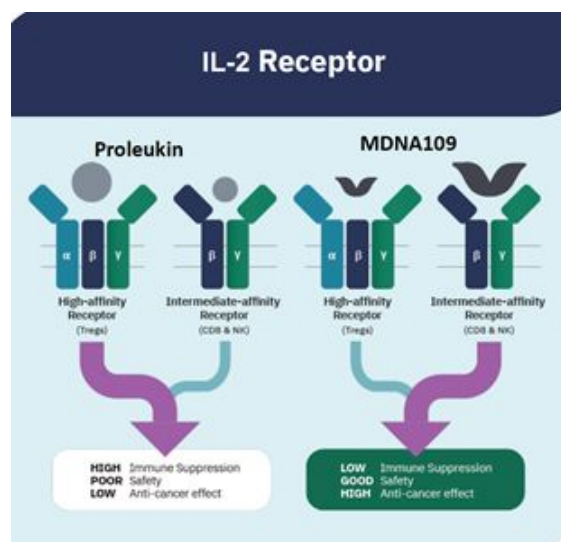 IL-2 Receptor
Proleukin
MDNA109
α β γ
β γ
α β γ
β γ
High-affinity
Receptor
(Tregs)
Intermediate-affinity
Receptor
(CD8 & NK)
High-affinity
Receptor
(Tregs)
Intermediate-affinity
Receptor
(CD8 & NK)
HIGH Immune Suppression
POOR Safety
LOW Anti-cancer effect
LOW Immune Suppression
GOOD Safety
HIGH Anti-cancer effect